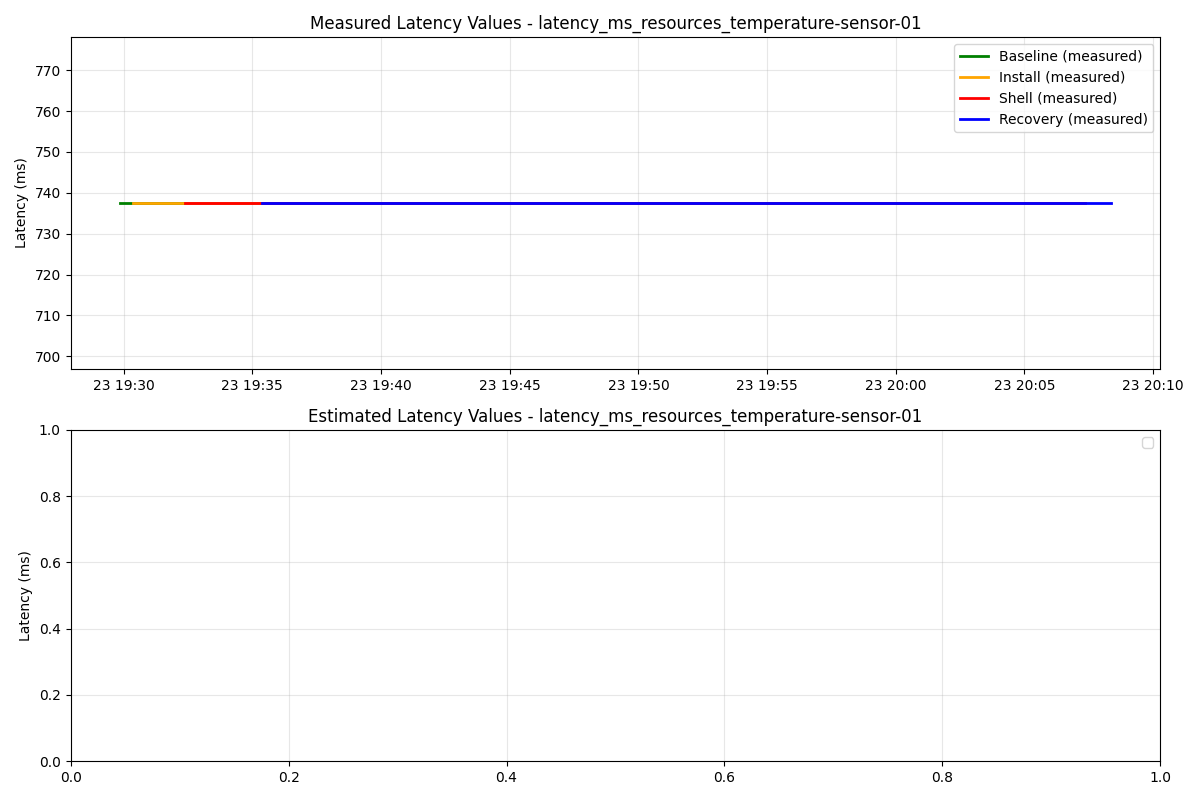 Measured Latency Values - latency_ms_resources_temperature-sensor-01
Latency (ms)
770
760
750
740
730
720
710
700
Baseline (measured)
Install (measured)
Shell (measured)
Recovery (measured)
23 19:30 23 19:35 23 19:40 23 19:45 23 19:50 23 19:55 23 20:00 23 20:05 23 20:10
Estimated Latency Values - latency_ms_resources_temperature-sensor-01
Latency (ms)
1.0
0.8
0.6
0.4
0.2
0.0
0.0 0.2 0.4 0.6 0.8 1.0